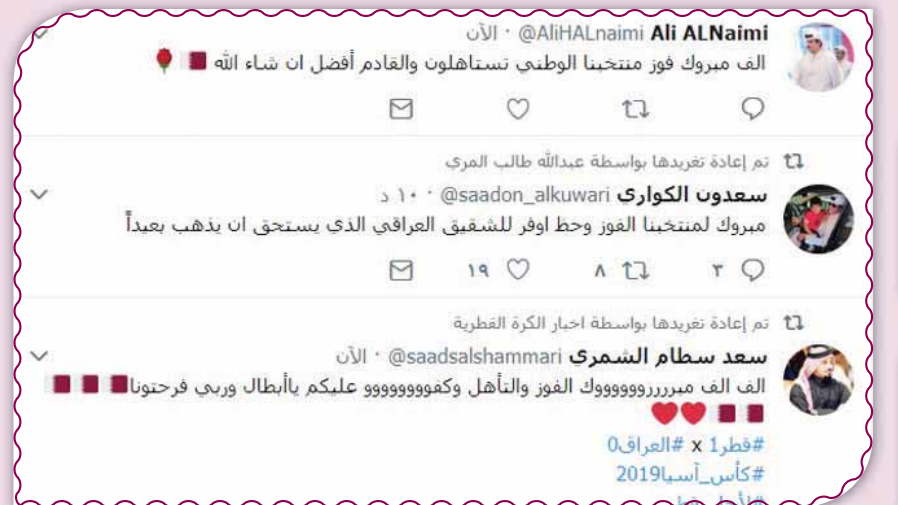 Ali ALNaimi @AliHALnaimi · الآن
الف مبروك فوز منتخبنا الوطني تستاهلون والقادم أفضل ان شاء الله 🇶🇦 🌹
تم إعادة تغريدها بواسطة عبدالله طالب المري
سعدون الكواري @saadon_alkuwari · ١٠ د
مبروك لمنتخبنا الفوز وحظ اوفر للشقيق العراقي الذي يستحق ان يذهب بعيداً
٣ ٨ ١٩
تم إعادة تغريدها بواسطة اخبار الكرة القطرية
سعد سطام الشمري @saadsalshammari · الآن
الف الف مبررررووووووك الفوز والتأهل وكفوووووووو عليكم ياأبطال وربي فرحتونا🇶🇦 🇶🇦 🇶🇦
🇶🇦 🇶🇦 ❤❤
#قطر1 x #العراق0
#كأس_آسيا2019